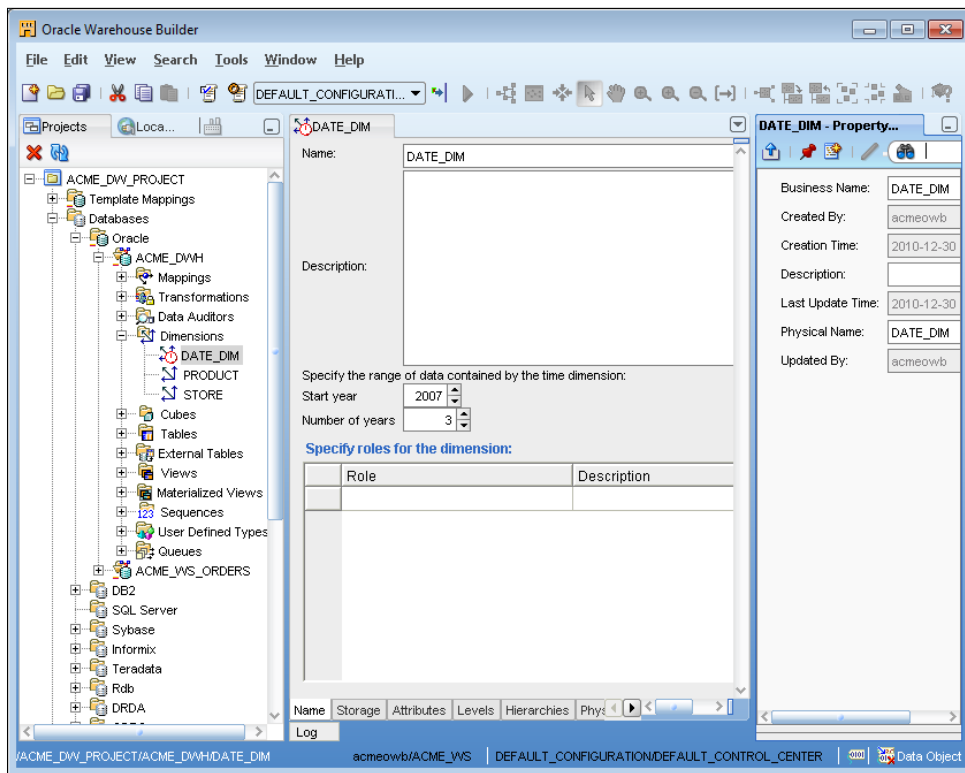 Oracle Warehouse Builder
File Edit View Search Tools Window Help
DEFAULT_CONFIGURATI...
Projects Loca...
ACME_DW_PROJECT
Template Mappings
Databases
Oracle
ACME_DWH
Mappings
Transformations
Data Auditors
Dimensions
DATE_DIM
PRODUCT
STORE
Cubes
Tables
External Tables
Views
Materialized Views
123 Sequences
User Defined Types
Queues
ACME_WS_ORDERS
DB2
SQL Server
Sybase
Informix
Teradata
Rdb
DRDA
DATE_DIM
Name: DATE_DIM
Description:
Specify the range of data contained by the time dimension:
Start year 2007
Number of years 3
Specify roles for the dimension:
Role Description
Name Storage Attributes Levels Hierarchies Phy
Log
DATE_DIM - Property...
Business Name: DATE_DIM
Created By: acmeowb
Creation Time: 2010-12-30
Description:
Last Update Time: 2010-12-30
Physical Name: DATE_DIM
Updated By: acmeowb
/ACME_DW_PROJECT/ACME_DWH/DATE_DIM acmeowb/ACME_WS DEFAULT_CONFIGURATION/DEFAULT_CONTROL_CENTER Data Object